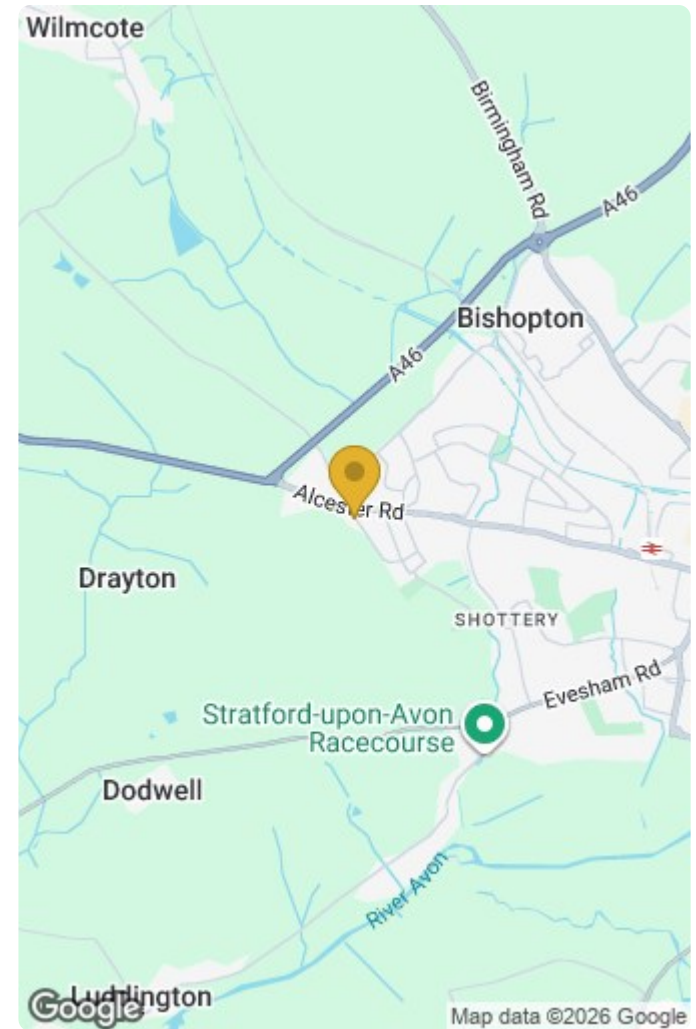 Wilmcote
Birmingham Rd
A46
Bishopton
A46
Alcester Rd
Drayton
SHOTTERY
Evesham Rd
Stratford-upon-Avon
Racecourse
Dodwell
River Avon
Luddington
Google
Map data ©2026 Google